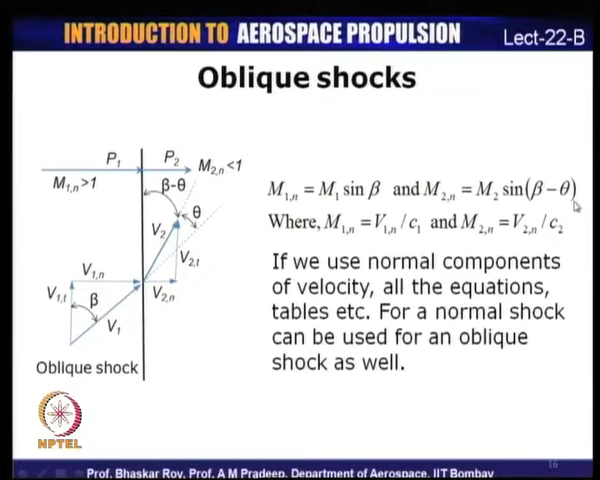 INTRODUCTION TO AEROSPACE PROPULSION
Lect-22-B
Oblique shocks
P1
P2
M1,n>1
M2,n<1
β-θ
θ
V2
V2,t
V1,n
V1,t
β
V2,n
V1
Oblique shock
M1,n = M1 sin β and M2,n = M2 sin(β − θ)
Where, M1,n = V1,n / c1 and M2,n = V2,n / c2
If we use normal components
of velocity, all the equations,
tables etc. For a normal shock
can be used for an oblique
shock as well.
NPTEL
16
Prof. Bhaskar Roy, Prof. A M Pradeep, Department of Aerospace, IIT Bombay